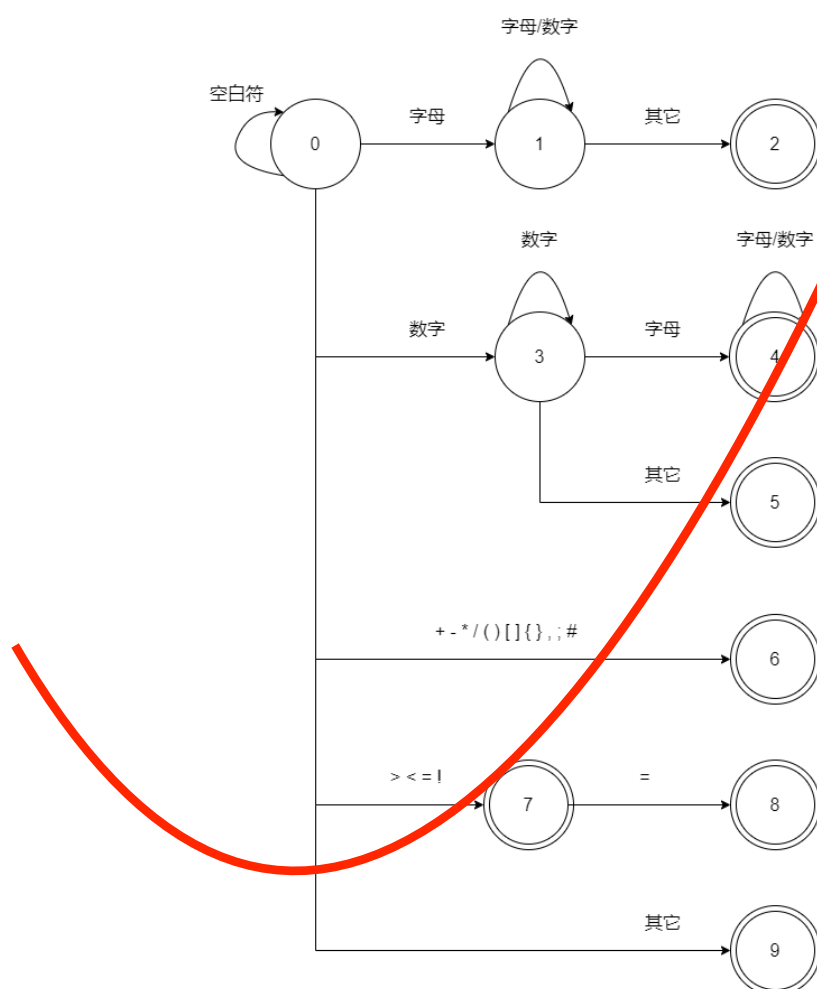 字母/数字
空白符
字母
其它
0
1
2
数字
字母/数字
数字
字母
3
4
其它
5
+ - * / ( ) [ ] { } , ; #
6
> < = !
=
7
8
其它
9